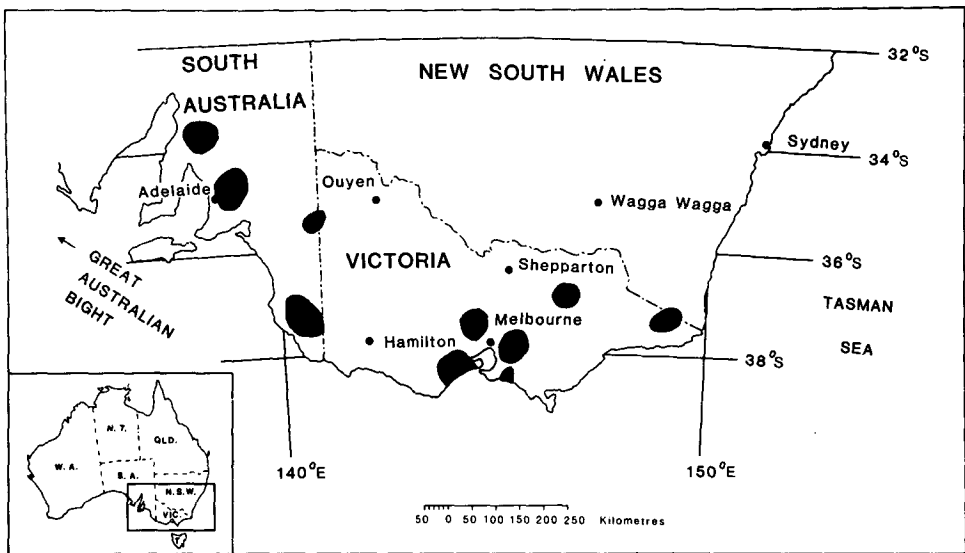 32°S
SOUTH
AUSTRALIA
NEW SOUTH WALES
Sydney
34°S
Adelaide
Ouyen
Wagga Wagga
VICTORIA
Shepparton
36°S
GREAT
AUSTRALIAN
BIGHT
TASMAN
SEA
Melbourne
Hamilton
38°S
140°E
150°E
N.T.
QLD.
W.A.
S.A.
N.S.W.
VIC.
T.
50 0 50 100 150 200 250 Kilometres